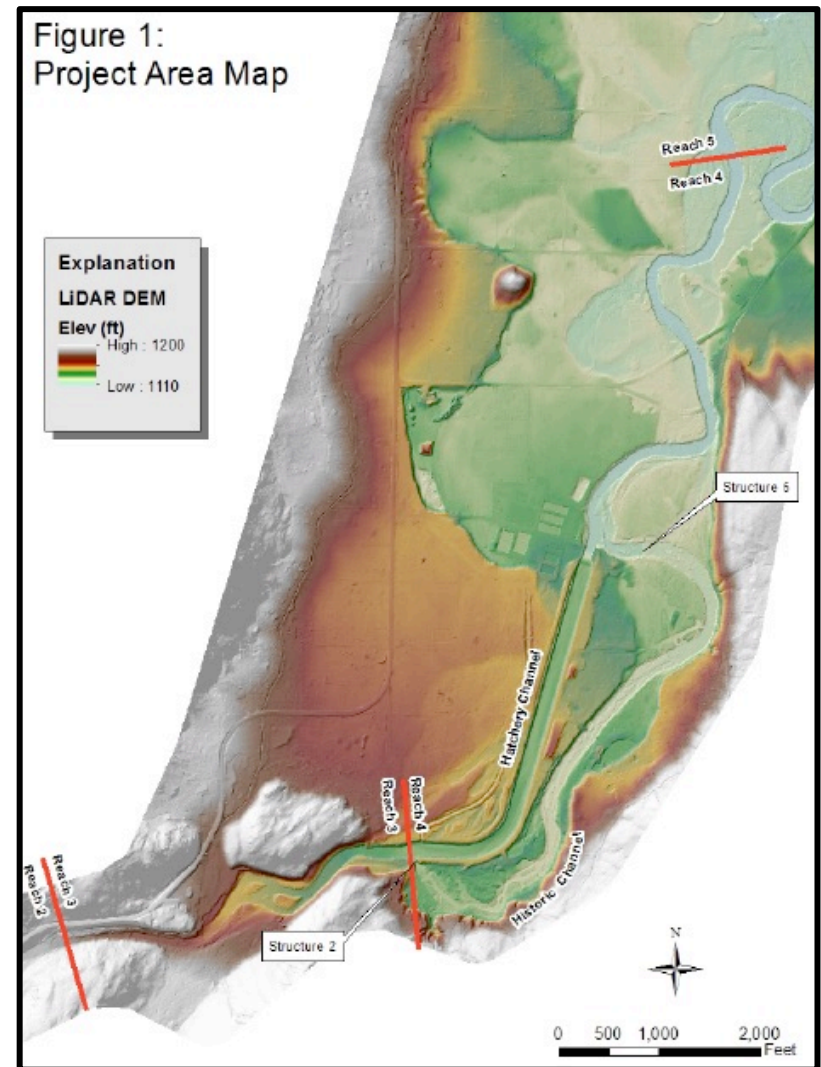 Figure 1:
Project Area Map
Reach 5
Reach 4
Explanation
LiDAR DEM
Elev (ft)
High : 1200
Low : 1110
Structure 5
Hatchery Channel
Reach 4
Reach 3
Reach 3
Reach 2
Historic Channel
Structure 2
N
0 500 1,000 2,000
Feet